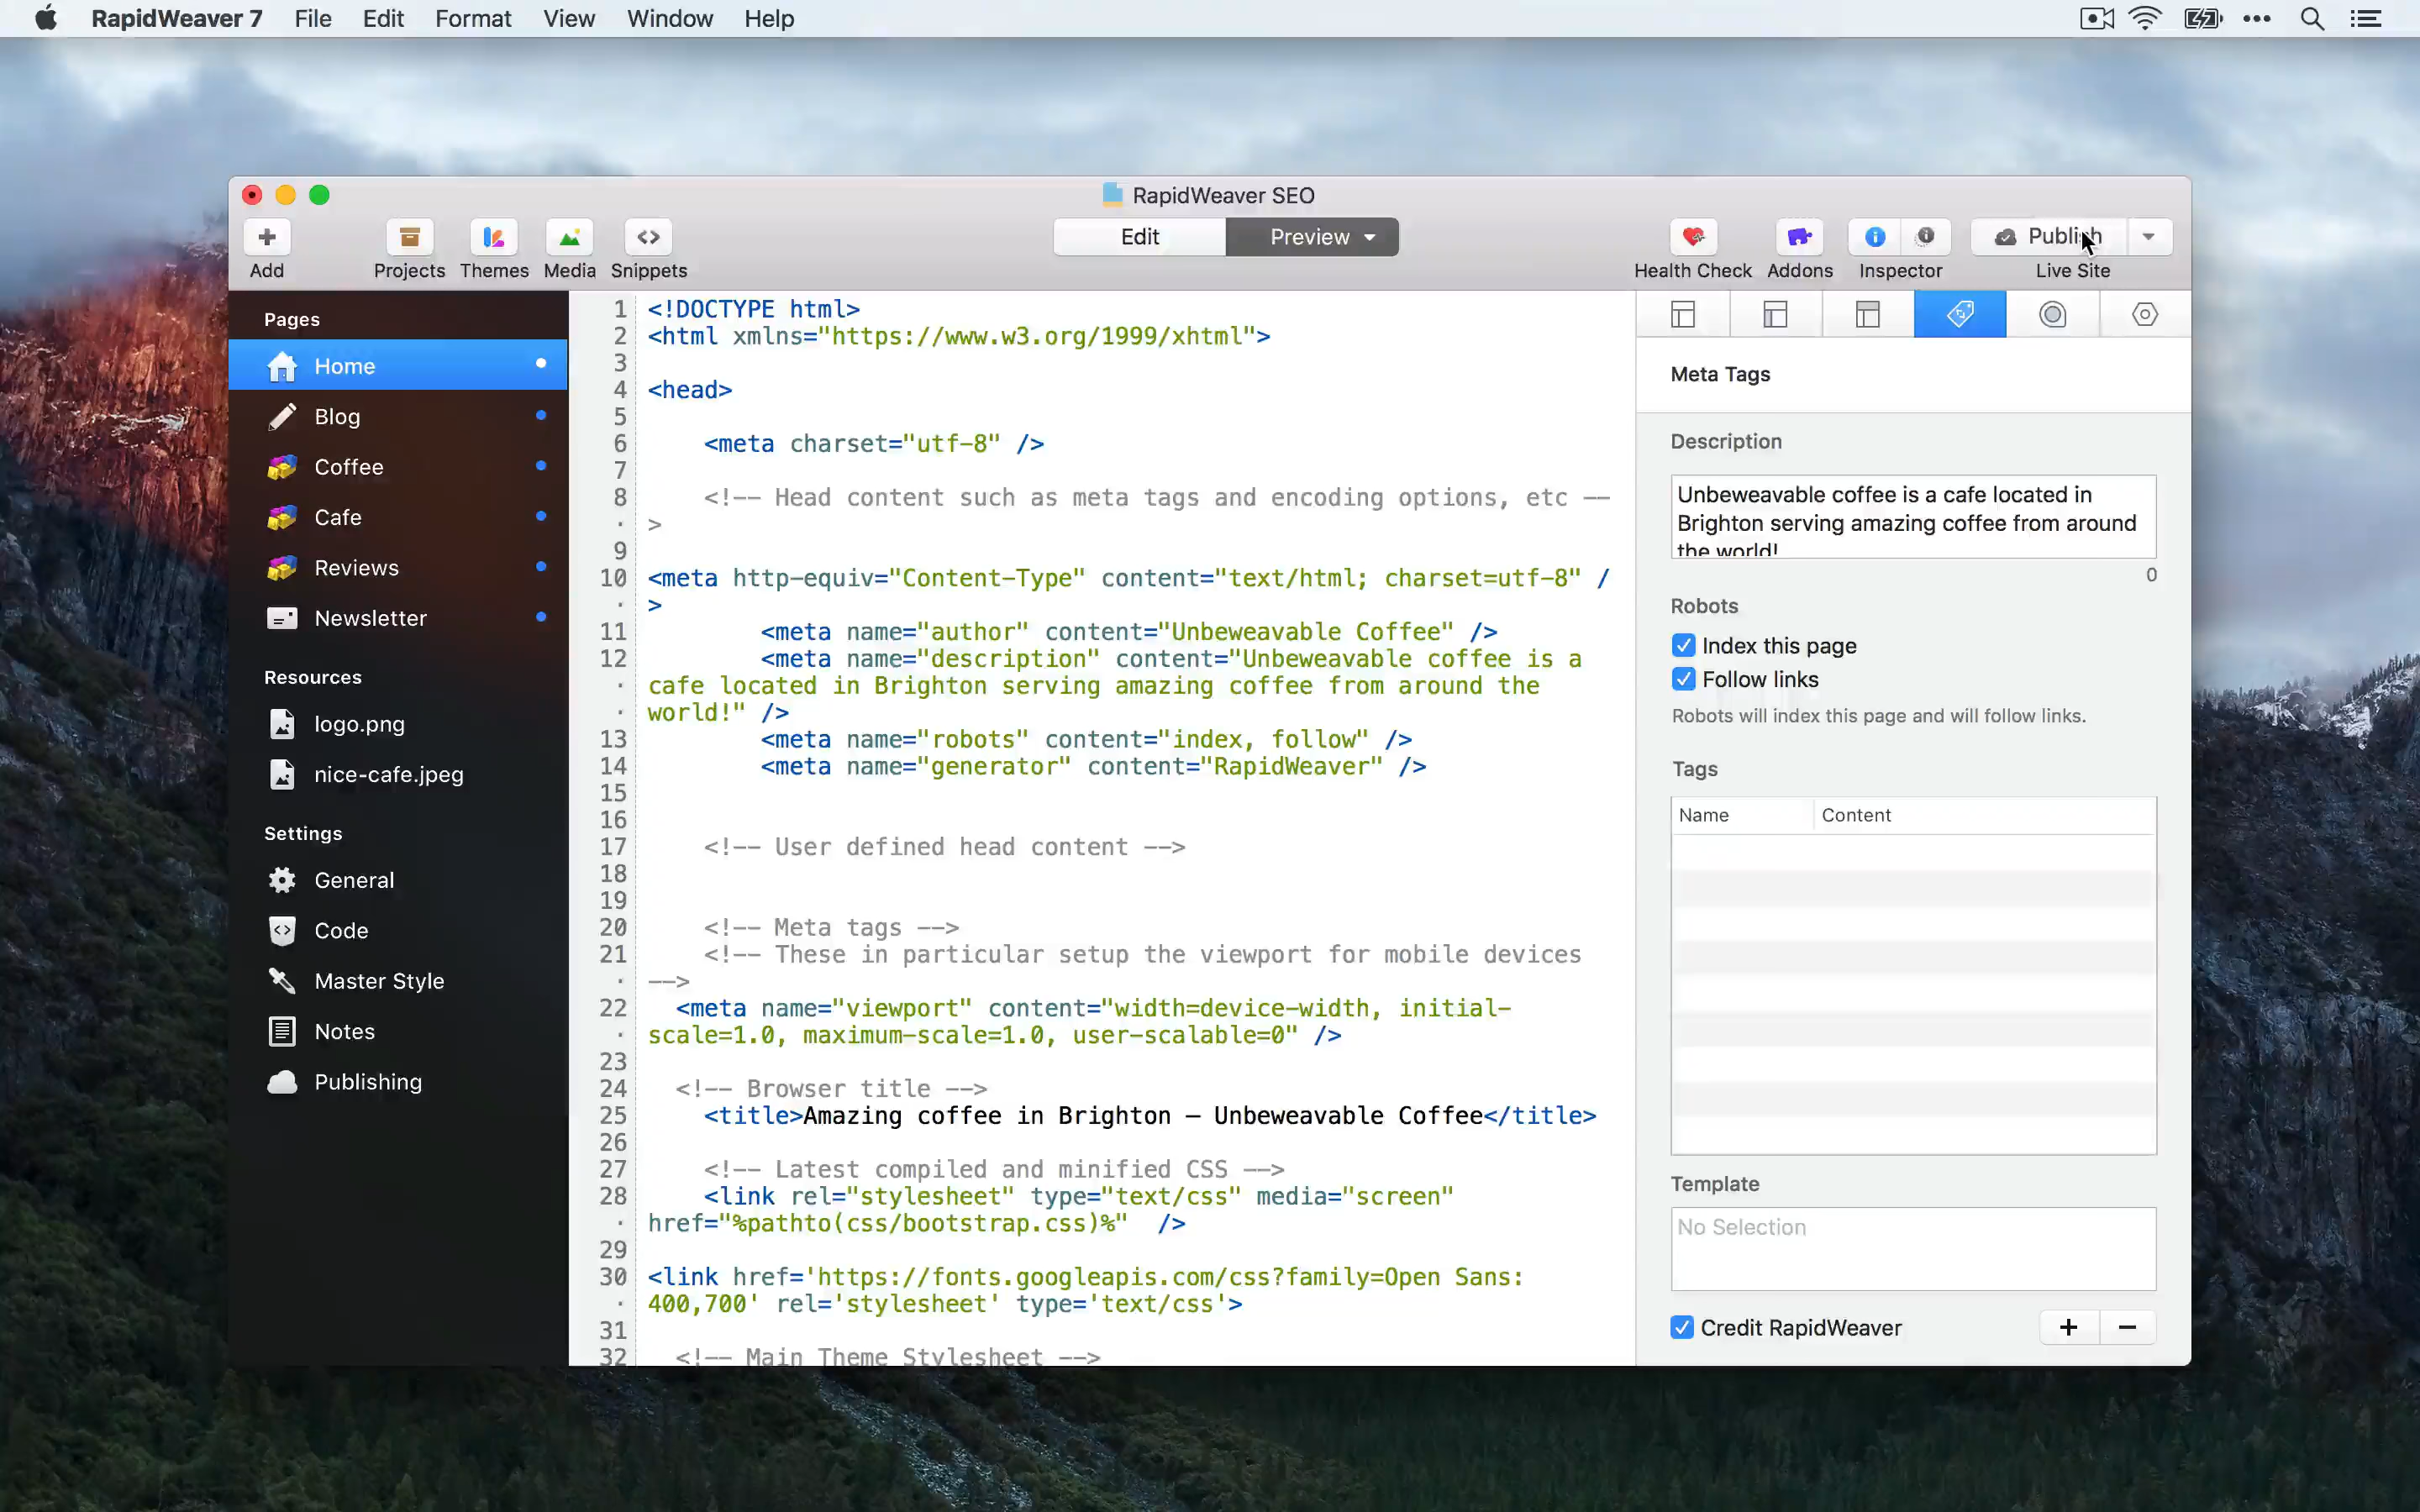 RapidWeaver 7 File Edit Format View Window Help
RapidWeaver SEO
Edit Preview Publish
Add Projects Themes Media Snippets Health Check Addons Inspector Live Site
Pages
Home
Blog
Coffee
Cafe
Reviews
Newsletter
Resources
logo.png
nice-cafe.jpeg
Settings
General
Code
Master Style
Notes
Publishing
1 <!DOCTYPE html>
2 <html xmlns="https://www.w3.org/1999/xhtml">
3
4 <head>
5
6 <meta charset="utf-8" />
7
8 <!-- Head content such as meta tags and encoding options, etc --
>
9
10 <meta http-equiv="Content-Type" content="text/html; charset=utf-8" /
>
11 <meta name="author" content="Unbeweavable Coffee" />
12 <meta name="description" content="Unbeweavable coffee is a
cafe located in Brighton serving amazing coffee from around the
world!" />
13 <meta name="robots" content="index, follow" />
14 <meta name="generator" content="RapidWeaver" />
15
16
17 <!-- User defined head content -->
18
19
20 <!-- Meta tags -->
21 <!-- These in particular setup the viewport for mobile devices
-->
22 <meta name="viewport" content="width=device-width, initial-
scale=1.0, maximum-scale=1.0, user-scalable=0" />
23
24 <!-- Browser title -->
25 <title>Amazing coffee in Brighton – Unbeweavable Coffee</title>
26
27 <!-- Latest compiled and minified CSS -->
28 <link rel="stylesheet" type="text/css" media="screen"
href="%pathto(css/bootstrap.css)%" />
29
30 <link href='https://fonts.googleapis.com/css?family=Open Sans:
400,700' rel='stylesheet' type='text/css'>
31
32 <!-- Main Theme Stylesheet -->
Meta Tags
Description
Unbeweavable coffee is a cafe located in
Brighton serving amazing coffee from around
the world!
0
Robots
Index this page
Follow links
Robots will index this page and will follow links.
Tags
Name Content
Template
No Selection
Credit RapidWeaver